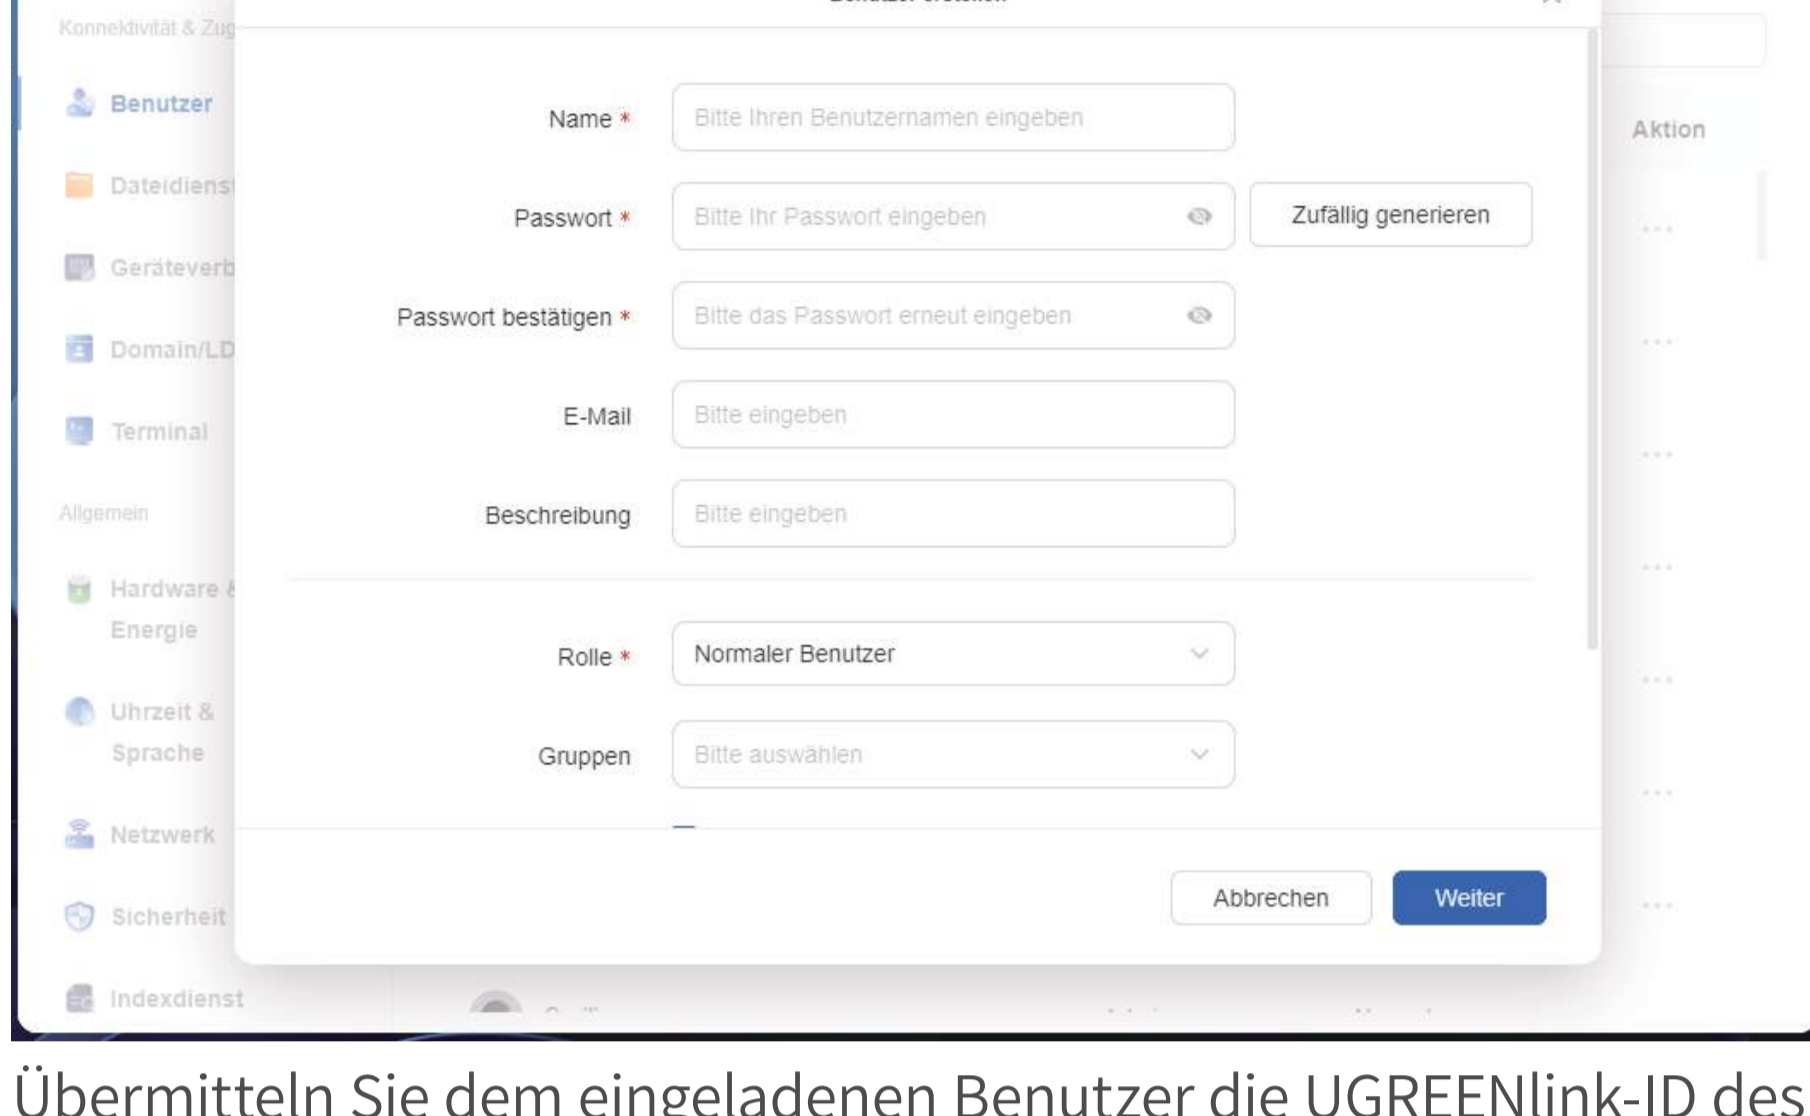 Konnektivität & Zug
Benutzer
Dateidiens
Geräteverb
Domain/LD
Terminal
Allgemein
Hardware &
Energie
Uhrzeit &
Sprache
Netzwerk
Sicherheit
Indexdienst
Name *
Bitte Ihren Benutzernamen eingeben
Passwort *
Bitte Ihr Passwort eingeben
Zufällig generieren
Passwort bestätigen *
Bitte das Passwort erneut eingeben
E-Mail
Bitte eingeben
Beschreibung
Bitte eingeben
Rolle *
Normaler Benutzer
Gruppen
Bitte auswählen
Abbrechen
Weiter
Aktion
Übermitteln Sie dem eingeladenen Benutzer die UGREENlink-ID des